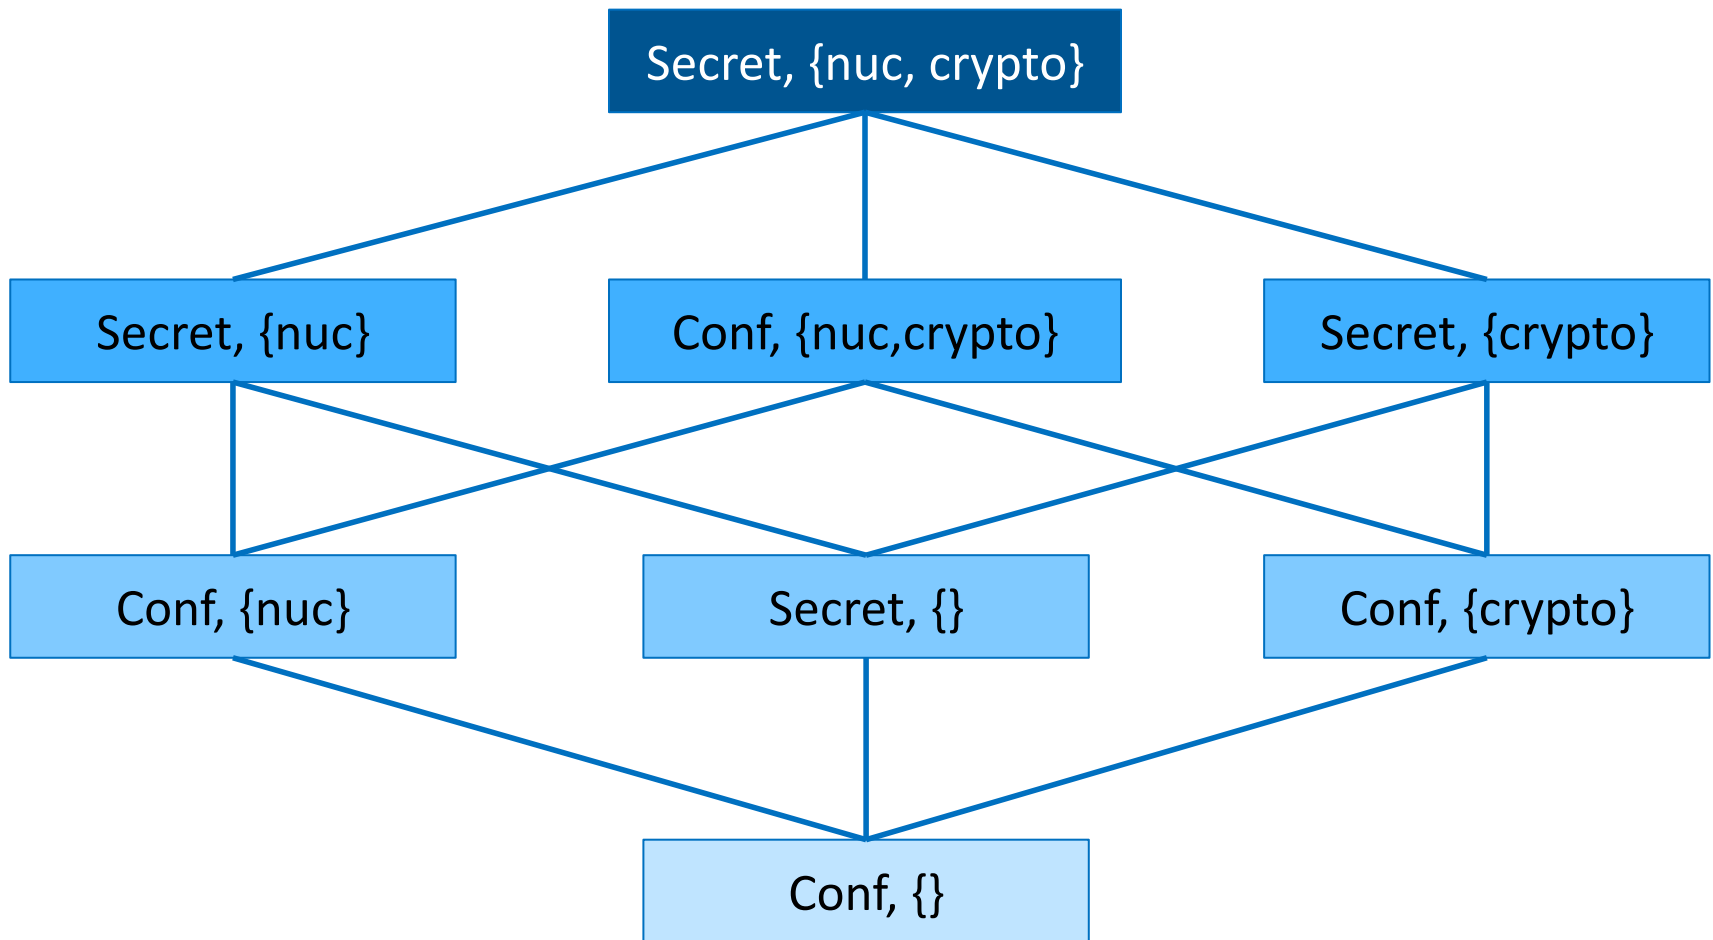 Secret, {nuc, crypto}
Secret, {nuc}
Conf, {nuc,crypto}
Secret, {crypto}
Conf, {nuc}
Secret, {}
Conf, {crypto}
Conf, {}